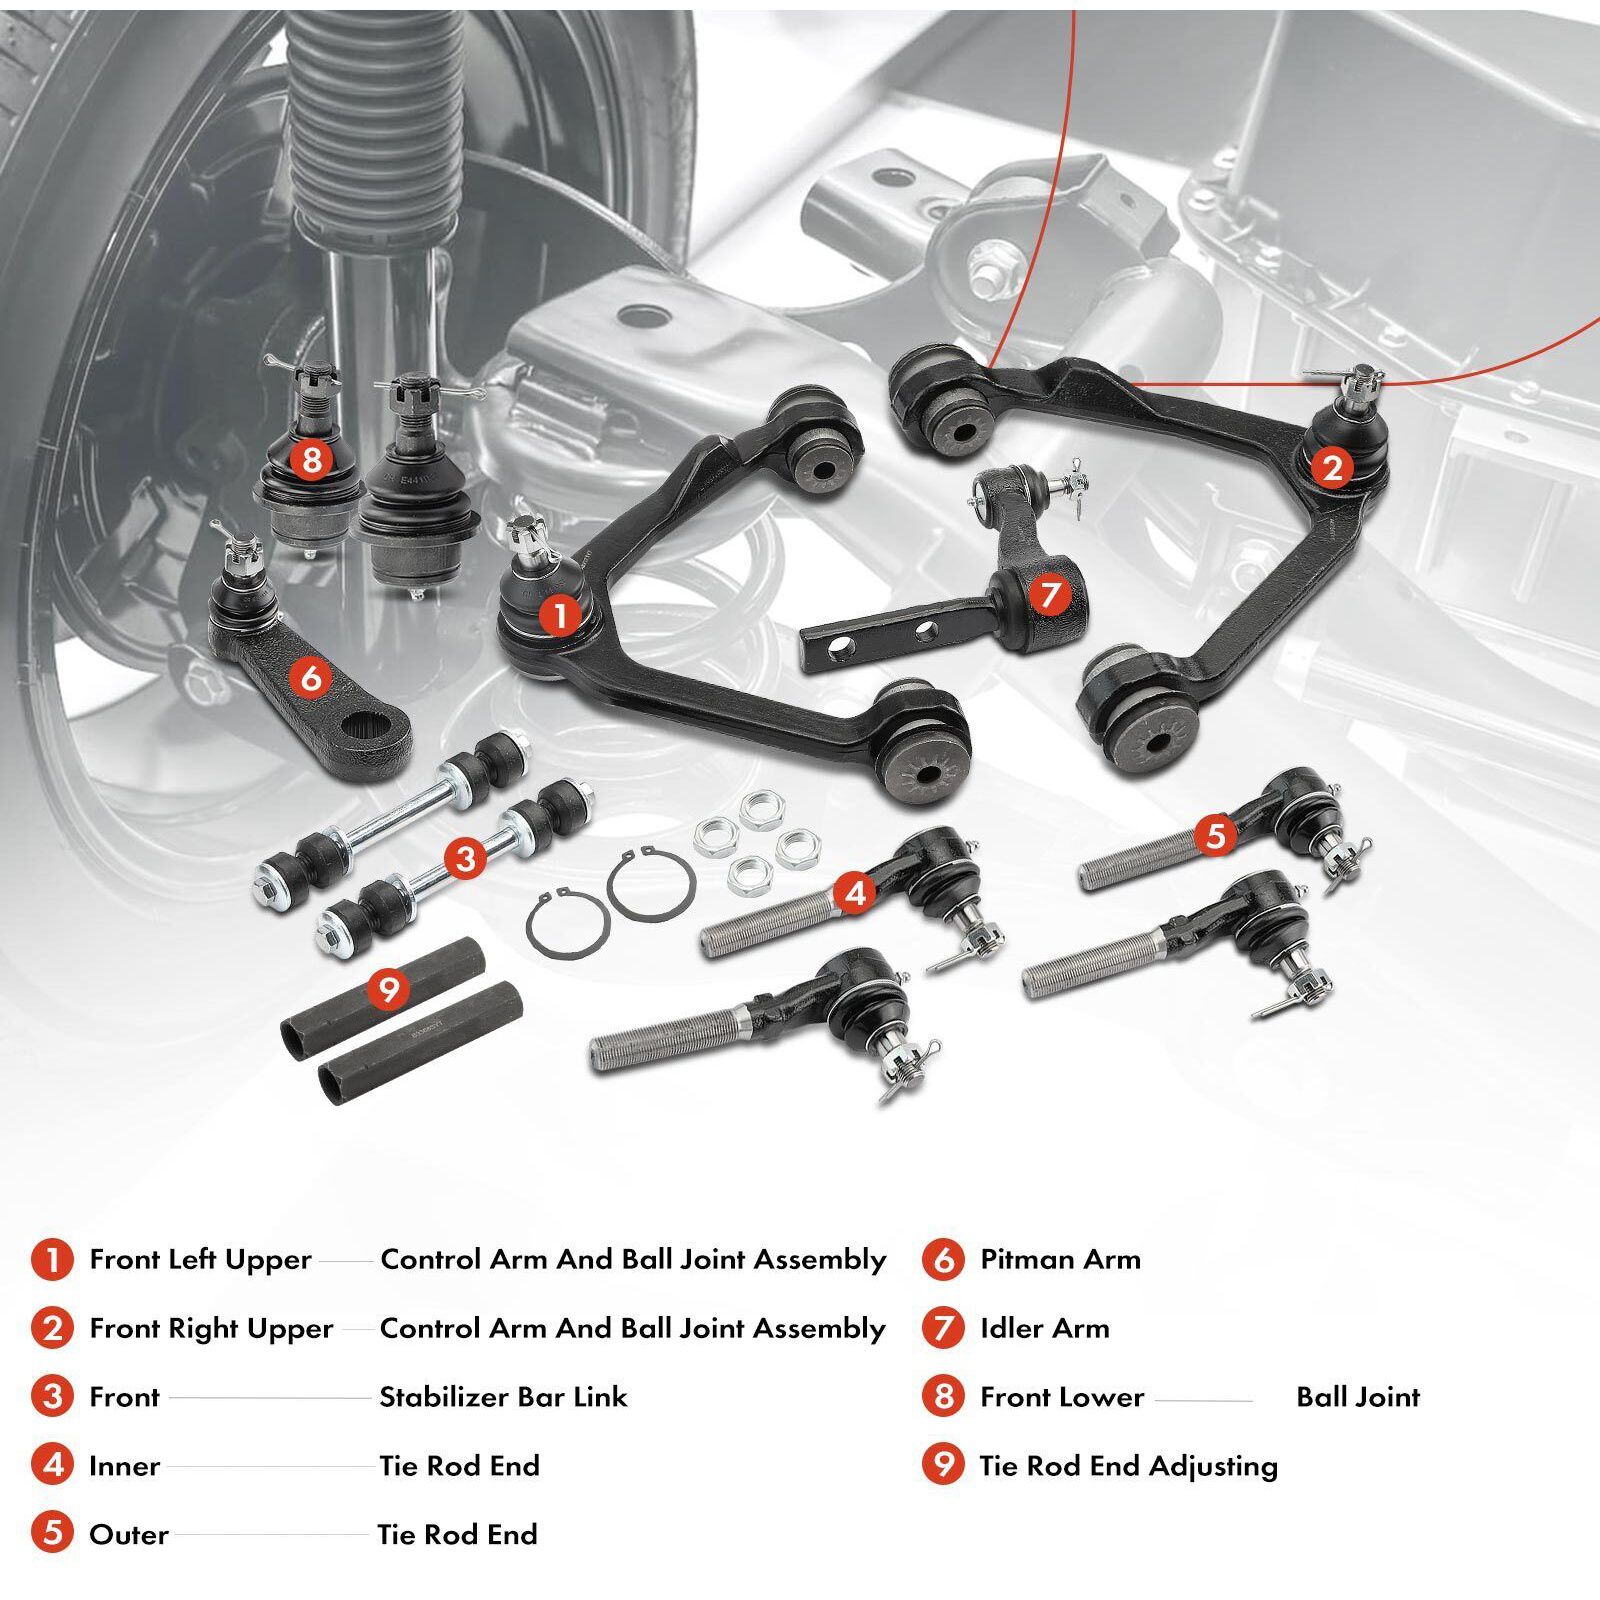 8
2
1
7
6
5
3
4
9
1 Front Left Upper Control Arm And Ball Joint Assembly
2 Front Right Upper Control Arm And Ball Joint Assembly
3 Front Stabilizer Bar Link
4 Inner Tie Rod End
5 Outer Tie Rod End
6 Pitman Arm
7 Idler Arm
8 Front Lower Ball Joint
9 Tie Rod End Adjusting